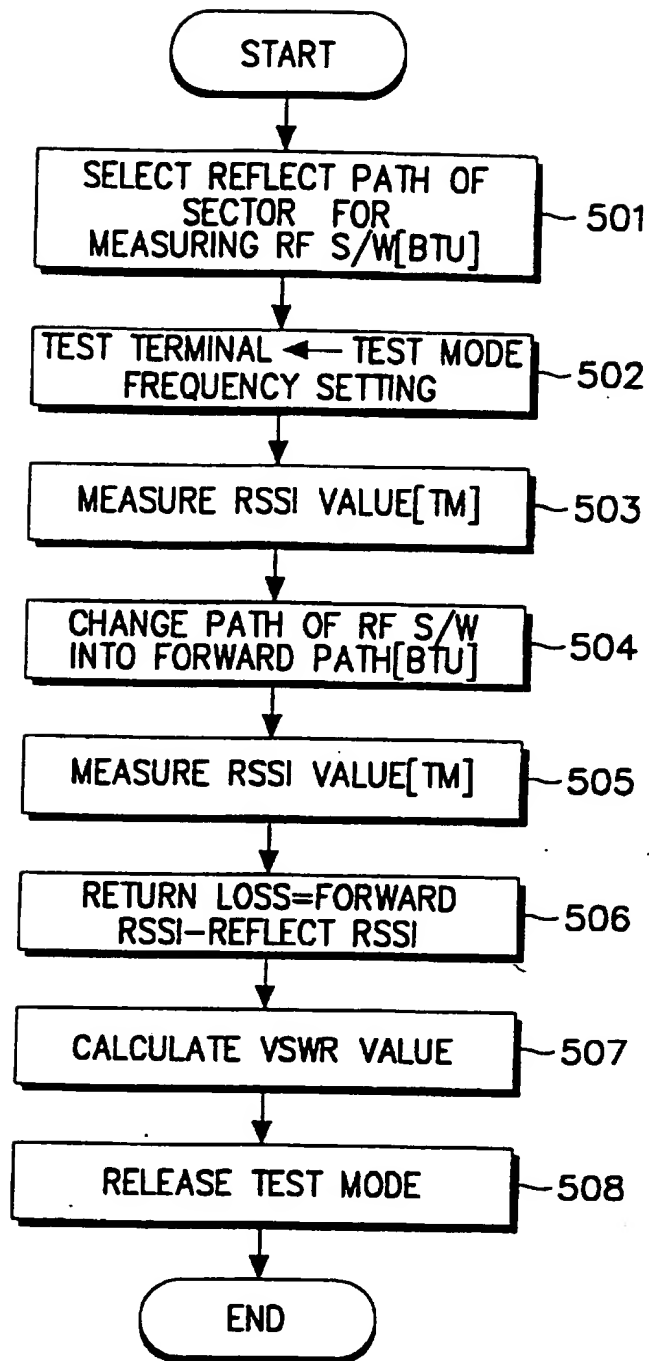 START
SELECT REFLECT PATH OF
SECTOR FOR
MEASURING RF S/W[BTU]
501
TEST TERMINAL ← TEST MODE
FREQUENCY SETTING
502
MEASURE RSSI VALUE[TM]
503
CHANGE PATH OF RF S/W
INTO FORWARD PATH[BTU]
504
MEASURE RSSI VALUE[TM]
505
RETURN LOSS=FORWARD
RSSI-REFLECT RSSI
506
CALCULATE VSWR VALUE
507
RELEASE TEST MODE
508
END